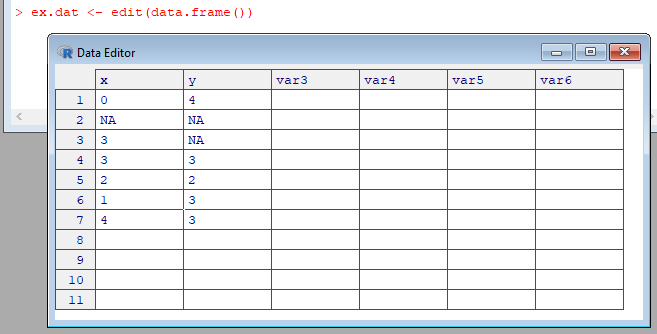 > ex.dat <- edit(data.frame())
R Data Editor
x y var3 var4 var5 var6
1 0 4
2 NA NA
3 3 NA
4 3 3
5 2 2
6 1 3
7 4 3
8
9
10
11